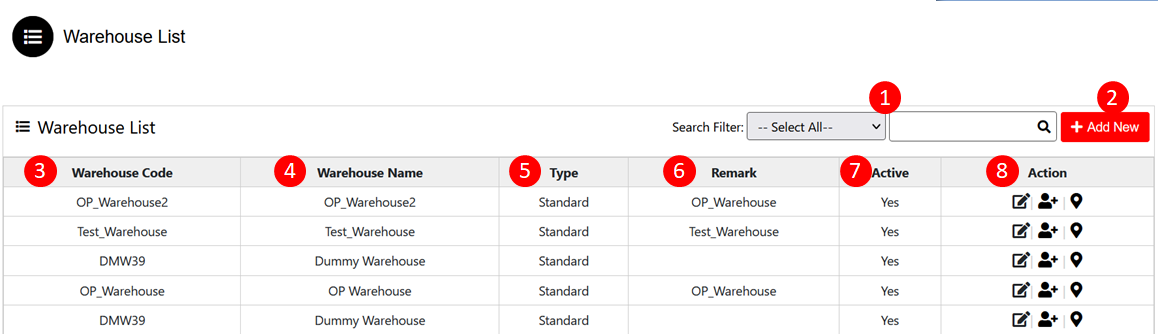 Warehouse List
1 2
Warehouse List Search Filter: -- Select All-- Add New
3 Warehouse Code 4 Warehouse Name 5 Type 6 Remark 7 Active 8 Action
OP_Warehouse2 OP_Warehouse2 Standard OP_Warehouse Yes
Test_Warehouse Test_Warehouse Standard Test_Warehouse Yes
DMW39 Dummy Warehouse Standard Yes
OP_Warehouse OP Warehouse Standard OP_Warehouse Yes
DMW39 Dummy Warehouse Standard Yes